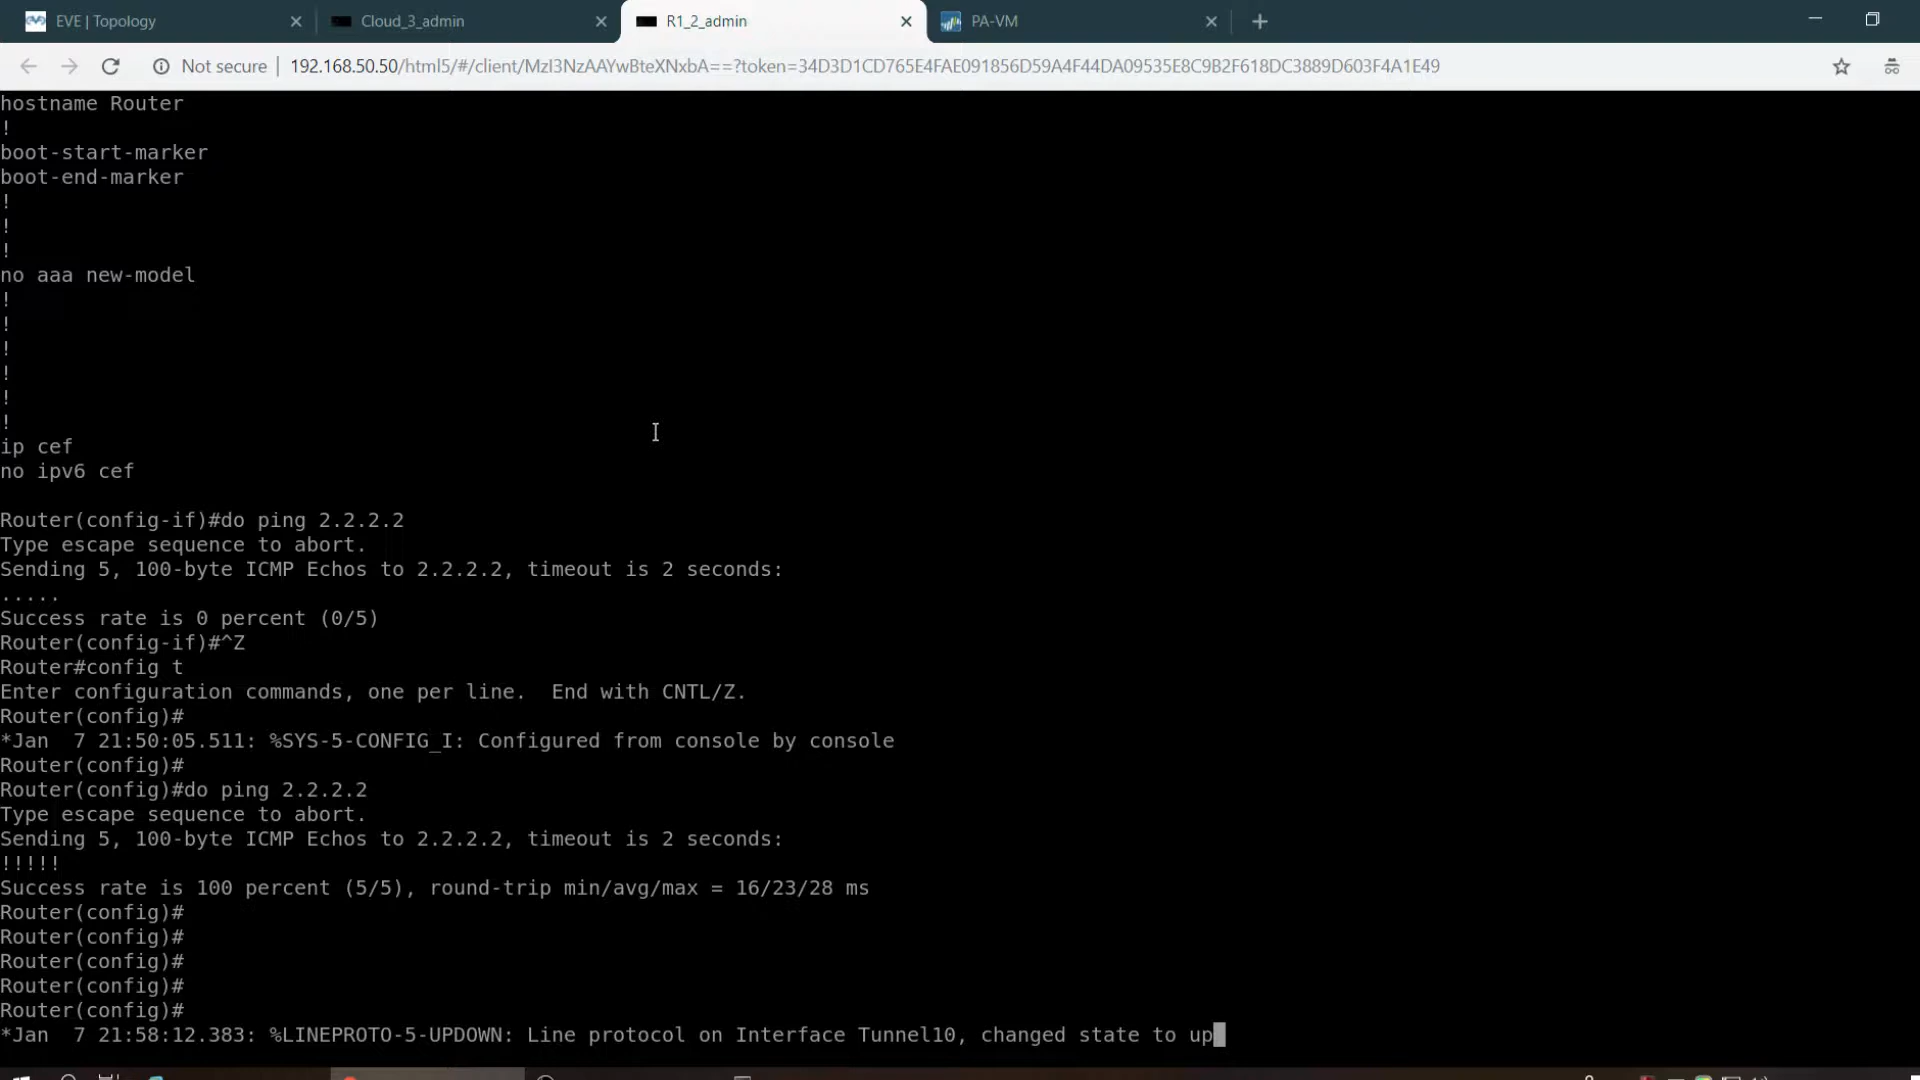 EVE | Topology
Cloud_3_admin
R1_2_admin
PA-VM
Not secure
192.168.50.50/html5/#/client/MzI3NzAAYwBteXNxbA==?token=34D3D1CD765E4FAE091856D59A4F44DA09535E8C9B2F618DC3889D603F4A1E49
hostname Router
!
boot-start-marker
boot-end-marker
!
!
!
no aaa new-model
!
!
!
!
!
!
ip cef
no ipv6 cef
Router(config-if)#do ping 2.2.2.2
Type escape sequence to abort.
Sending 5, 100-byte ICMP Echos to 2.2.2.2, timeout is 2 seconds:
.....
Success rate is 0 percent (0/5)
Router(config-if)#^Z
Router#config t
Enter configuration commands, one per line.  End with CNTL/Z.
Router(config)#
*Jan  7 21:50:05.511: %SYS-5-CONFIG_I: Configured from console by console
Router(config)#
Router(config)#do ping 2.2.2.2
Type escape sequence to abort.
Sending 5, 100-byte ICMP Echos to 2.2.2.2, timeout is 2 seconds:
!!!!!
Success rate is 100 percent (5/5), round-trip min/avg/max = 16/23/28 ms
Router(config)#
Router(config)#
Router(config)#
Router(config)#
Router(config)#
*Jan  7 21:58:12.383: %LINEPROTO-5-UPDOWN: Line protocol on Interface Tunnel10, changed state to up